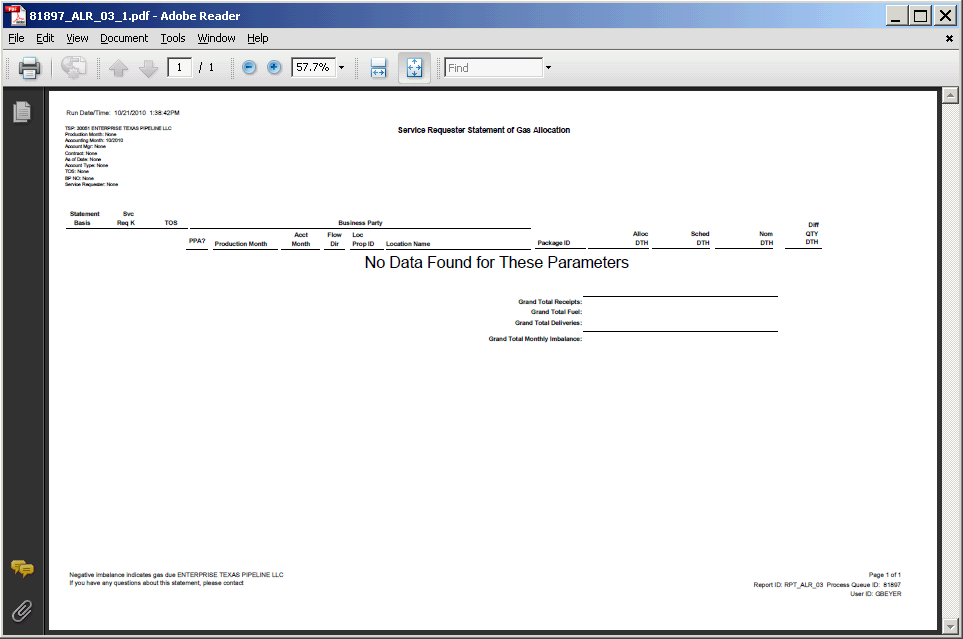 81897_ALR_03_1.pdf - Adobe Reader
File Edit View Document Tools Window Help
1 / 1 57.7% Find
Run Date/Time: 10/21/2010 1:38:42PM
TSP: 20051 ENTERPRISE TEXAS PIPELINE LLC
Production Month: None
Accounting Month: 10/2010
Account Mgr: None
Contract: None
As of Date: None
Account Type: None
TOS: None
BP NO: None
Service Requester: None
Service Requester Statement of Gas Allocation
Statement Svc
Basis Req K TOS Business Party
Diff
Acct Flow Loc Alloc Sched Nom QTY
PPA? Production Month Month Dir Prop ID Location Name Package ID DTH DTH DTH DTH
No Data Found for These Parameters
Grand Total Receipts:
Grand Total Fuel:
Grand Total Deliveries:
Grand Total Monthly Imbalance:
Negative imbalance indicates gas due ENTERPRISE TEXAS PIPELINE LLC
If you have any questions about this statement, please contact
Page 1 of 1
Report ID: RPT_ALR_03 Process Queue ID: 81897
User ID: GBEYER